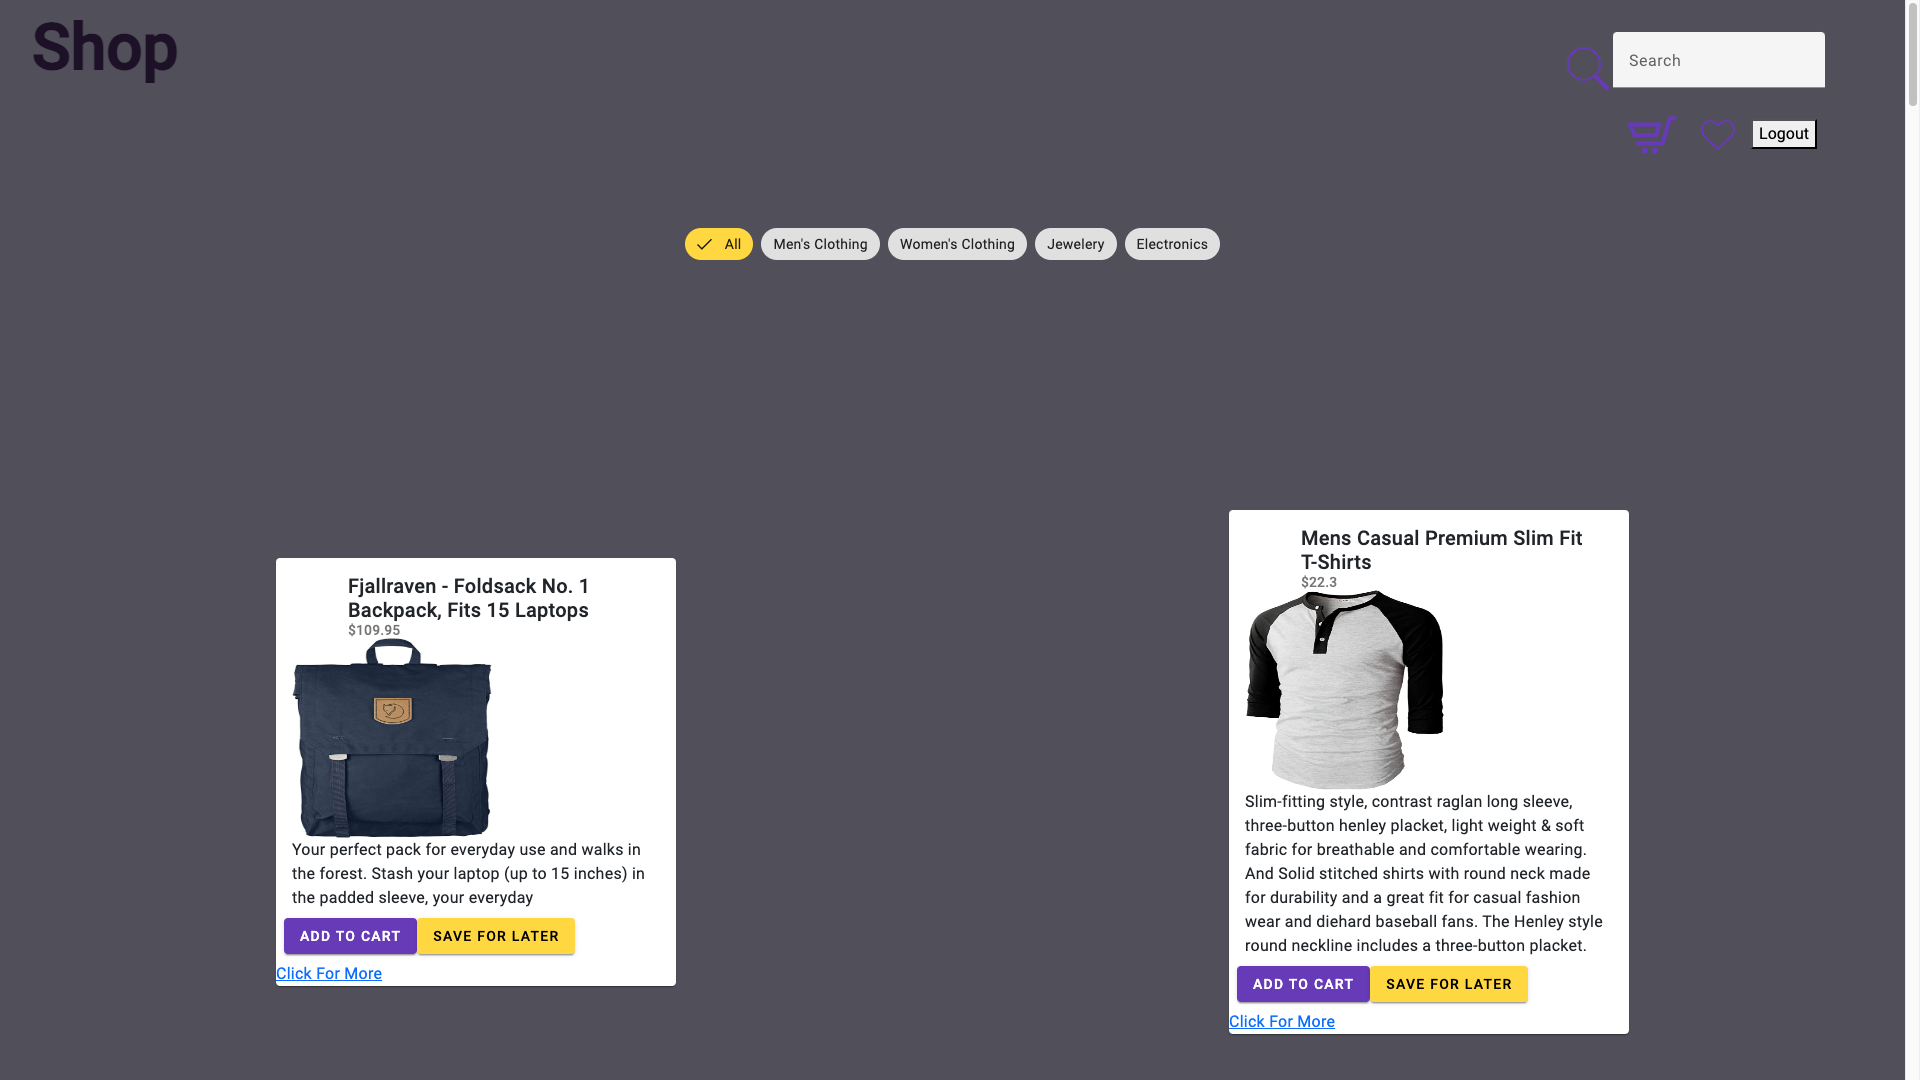 Shop
Search
Logout
All
Men's Clothing
Women's Clothing
Jewelery
Electronics
Fjallraven - Foldsack No. 1
Backpack, Fits 15 Laptops
$109.95
Your perfect pack for everyday use and walks in
the forest. Stash your laptop (up to 15 inches) in
the padded sleeve, your everyday
ADD TO CART
SAVE FOR LATER
Click For More
Mens Casual Premium Slim Fit
T-Shirts
$22.3
Slim-fitting style, contrast raglan long sleeve,
three-button henley placket, light weight & soft
fabric for breathable and comfortable wearing.
And Solid stitched shirts with round neck made
for durability and a great fit for casual fashion
wear and diehard baseball fans. The Henley style
round neckline includes a three-button placket.
ADD TO CART
SAVE FOR LATER
Click For More